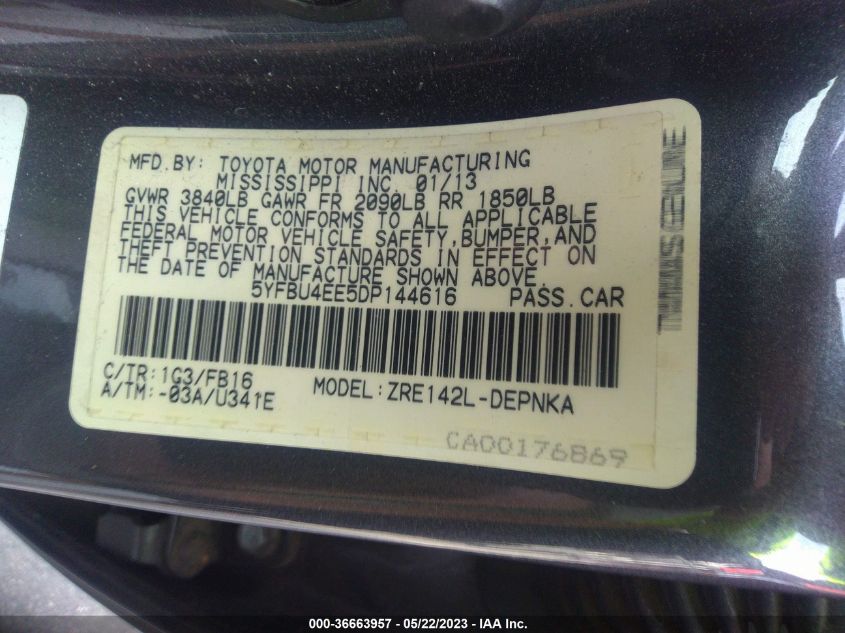 MFD.BY: TOYOTA MOTOR MANUFACTURING
MISSISSIPPI INC. 01/13
GVWR 3840LB GAWR FR 2090LB RR 1850LB
THIS VEHICLE CONFORMS TO ALL APPLICABLE
FEDERAL MOTOR VEHICLE SAFETY,BUMPER,AND
THEFT PREVENTION STANDARDS IN EFFECT ON
THE DATE OF MANUFACTURE SHOWN ABOVE.
5YFBU4EE5DP144616 PASS.CAR
C/TR:1G3/FB16
A/TM:-03A/U341E MODEL:ZRE142L-DEPNKA
CA00176869
000-36663957 - 05/22/2023 - IAA Inc.